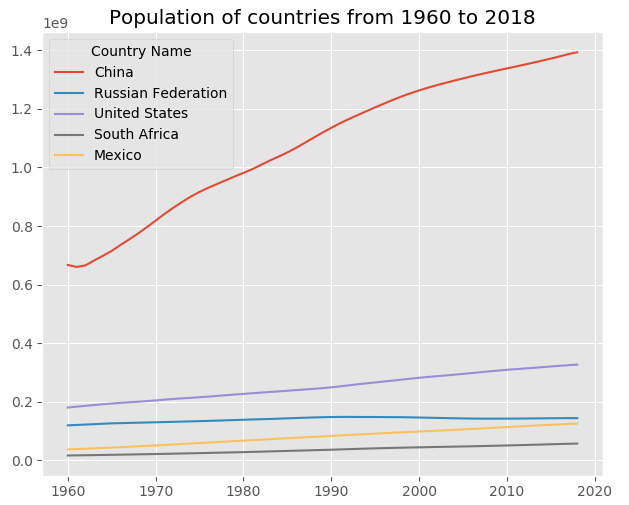 Population of countries from 1960 to 2018
1e9
Country Name
China
Russian Federation
United States
South Africa
Mexico
1.4
1.2
1.0
0.8
0.6
0.4
0.2
0.0
1960 1970 1980 1990 2000 2010 2020